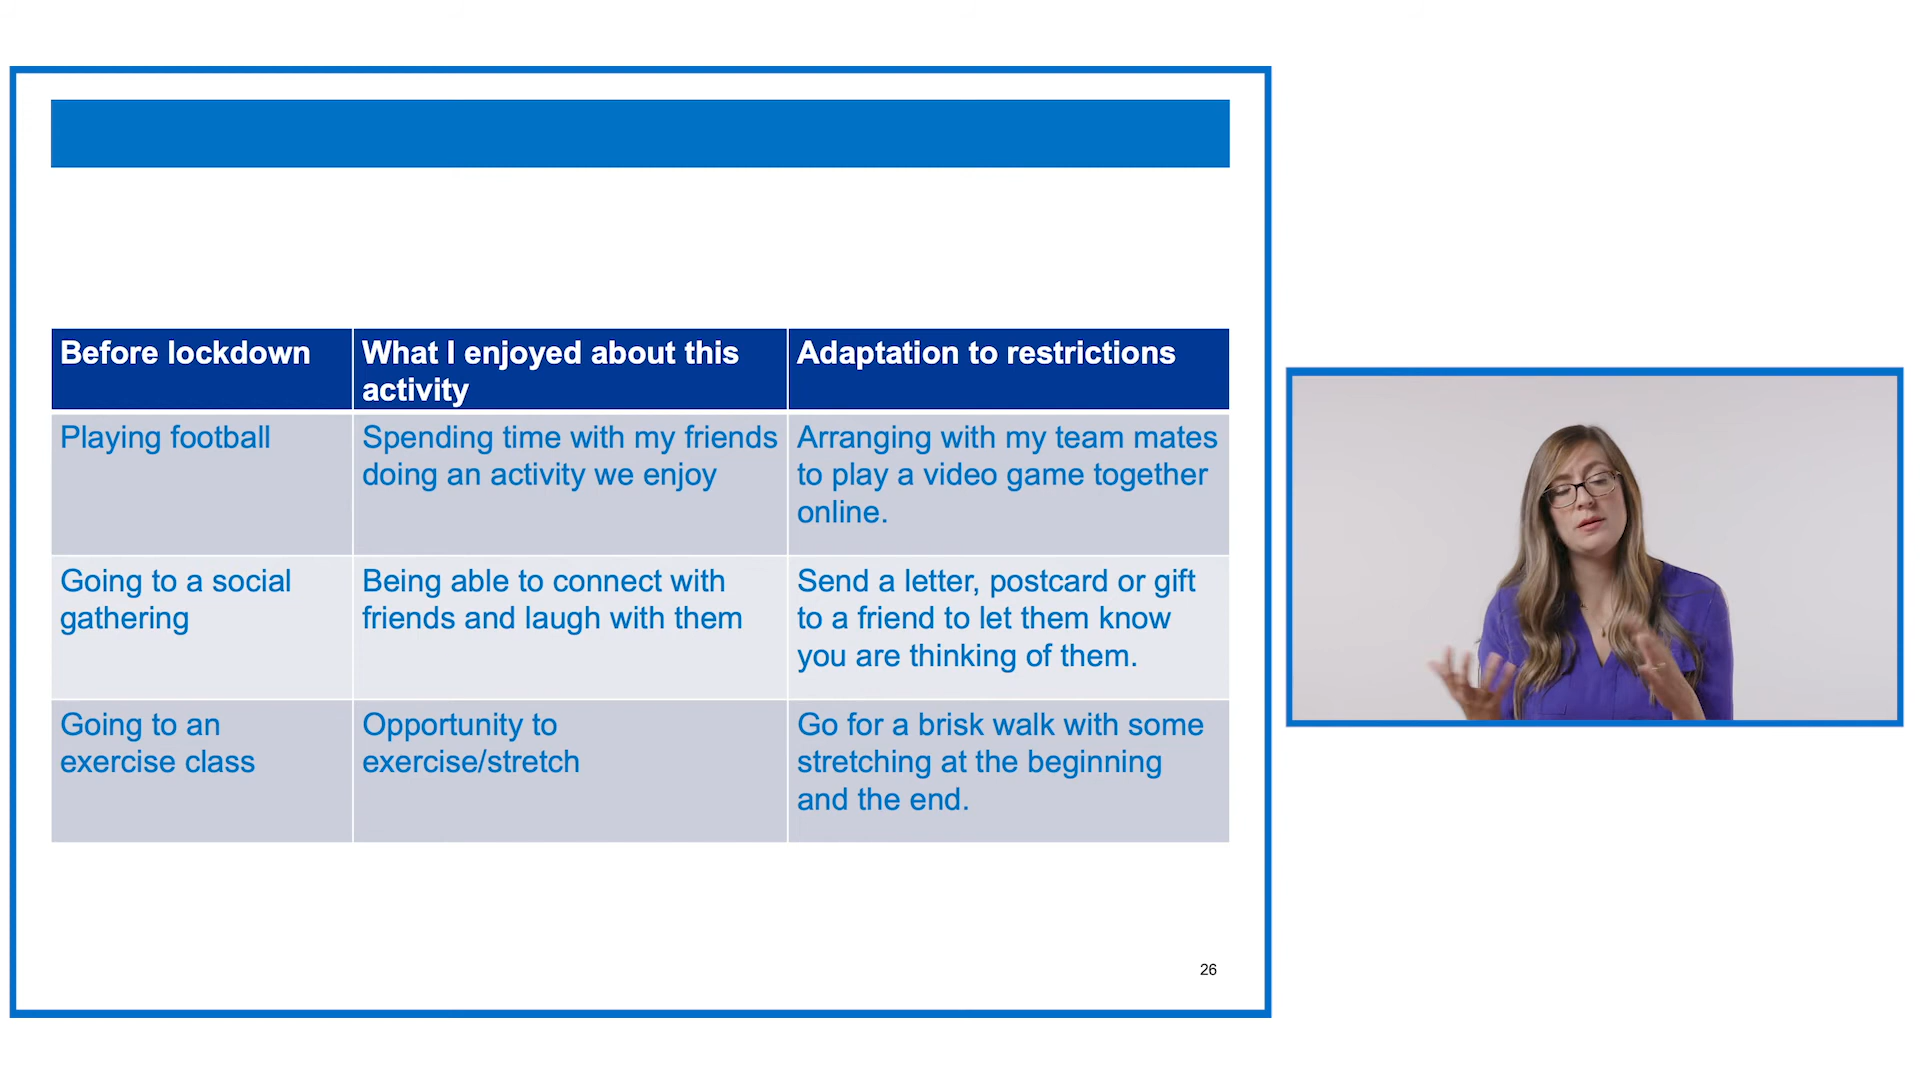 Before lockdown
What I enjoyed about this
activity
Adaptation to restrictions
Playing football
Spending time with my friends
doing an activity we enjoy
Arranging with my team mates
to play a video game together
online.
Going to a social
gathering
Being able to connect with
friends and laugh with them
Send a letter, postcard or gift
to a friend to let them know
you are thinking of them.
Going to an
exercise class
Opportunity to
exercise/stretch
Go for a brisk walk with some
stretching at the beginning
and the end.
26